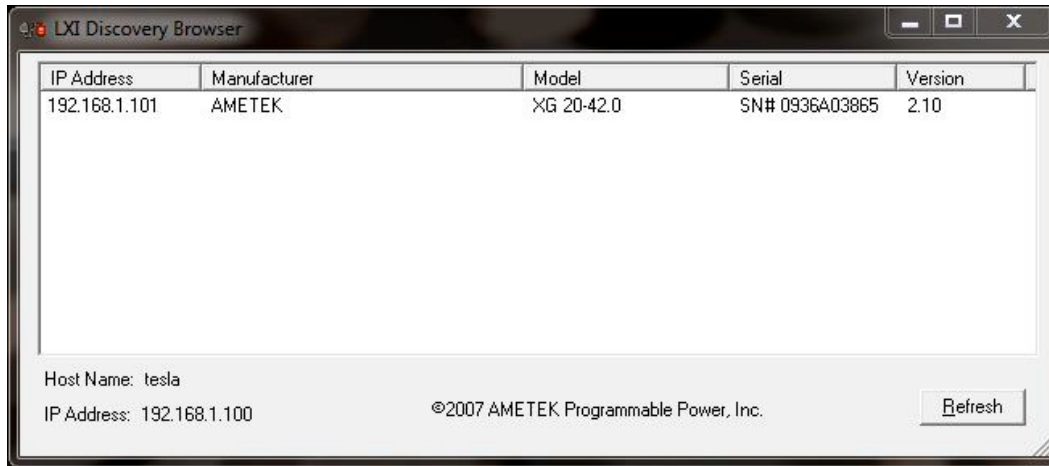 LXI Discovery Browser
IP Address Manufacturer Model Serial Version
192.168.1.101 AMETEK XG 20-42.0 SN# 0936A03865 2.10
Host Name: tesla
IP Address: 192.168.1.100
©2007 AMETEK Programmable Power, Inc.
Refresh